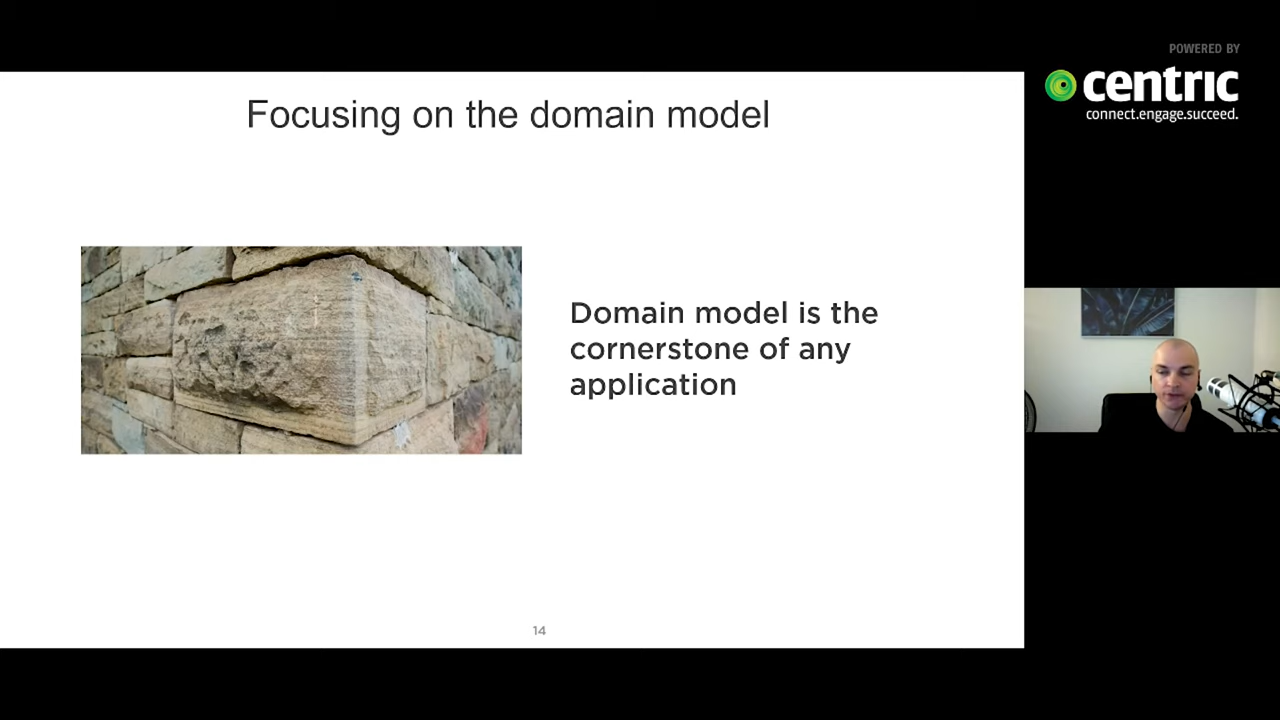 POWERED BY
centric
connect.engage.succeed.
Focusing on the domain model
Domain model is the
cornerstone of any
application
14